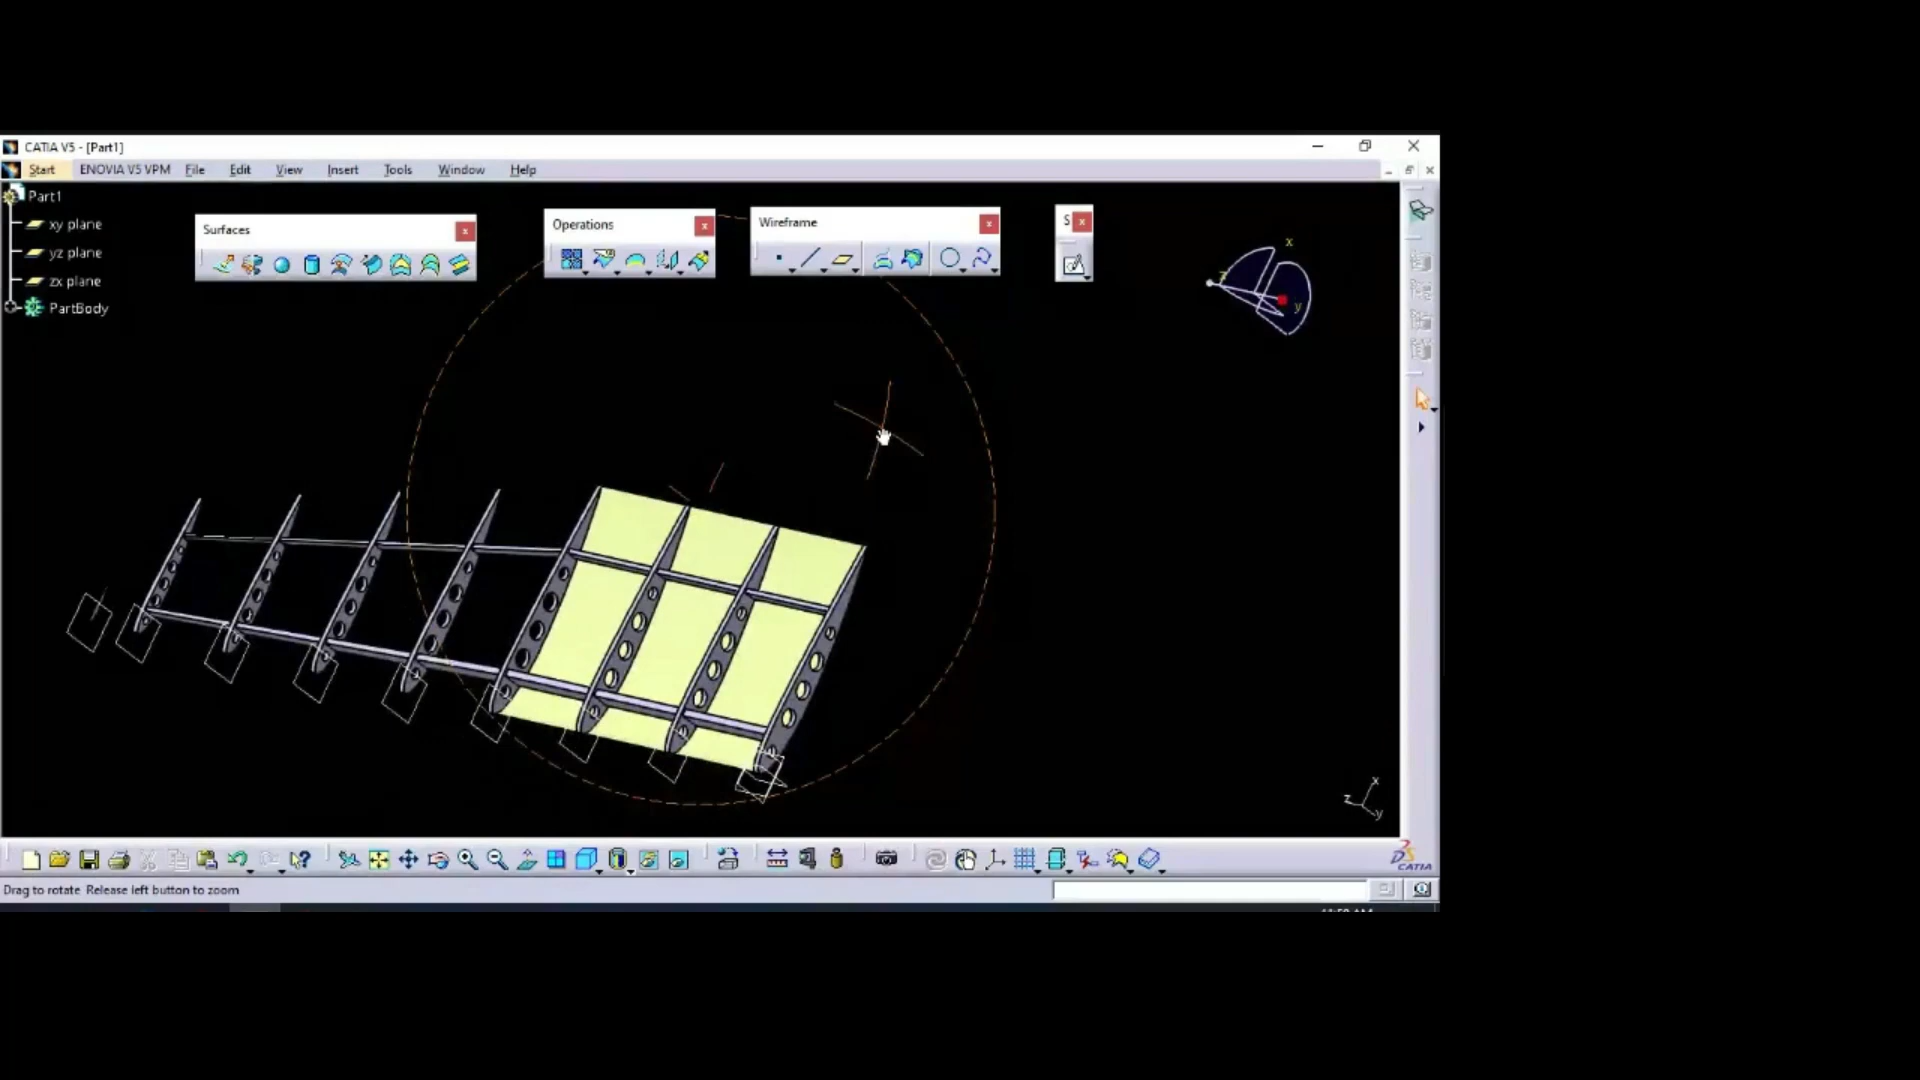 CATIA V5 - [Part1]
Start ENOVIA V5 VPM File Edit View Insert Tools Window Help
Part1
xy plane
yz plane
zx plane
PartBody
Surfaces
Operations
Wireframe
S
x
z
y
x
z
y
CATIA
Drag to rotate Release left button to zoom